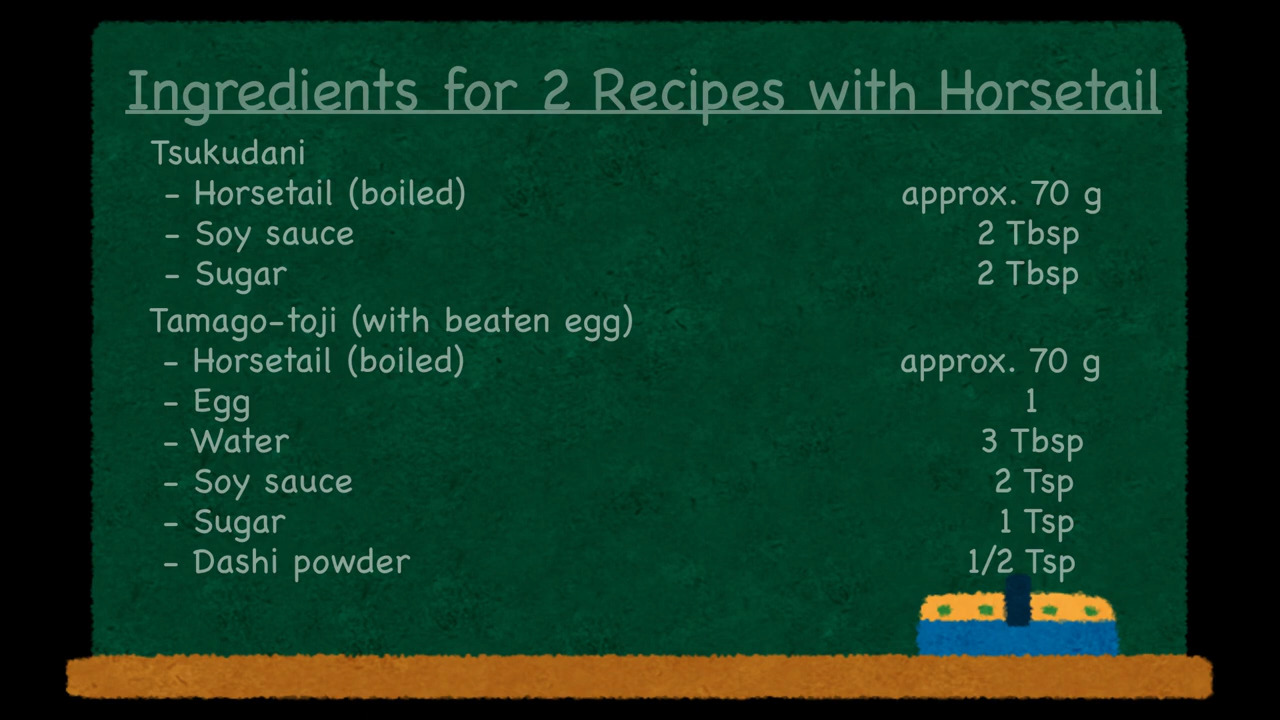 Ingredients for 2 Recipes with Horsetail
Tsukudani
- Horsetail (boiled) approx. 70 g
- Soy sauce 2 Tbsp
- Sugar 2 Tbsp
Tamago-toji (with beaten egg)
- Horsetail (boiled) approx. 70 g
- Egg 1
- Water 3 Tbsp
- Soy sauce 2 Tsp
- Sugar 1 Tsp
- Dashi powder 1/2 Tsp